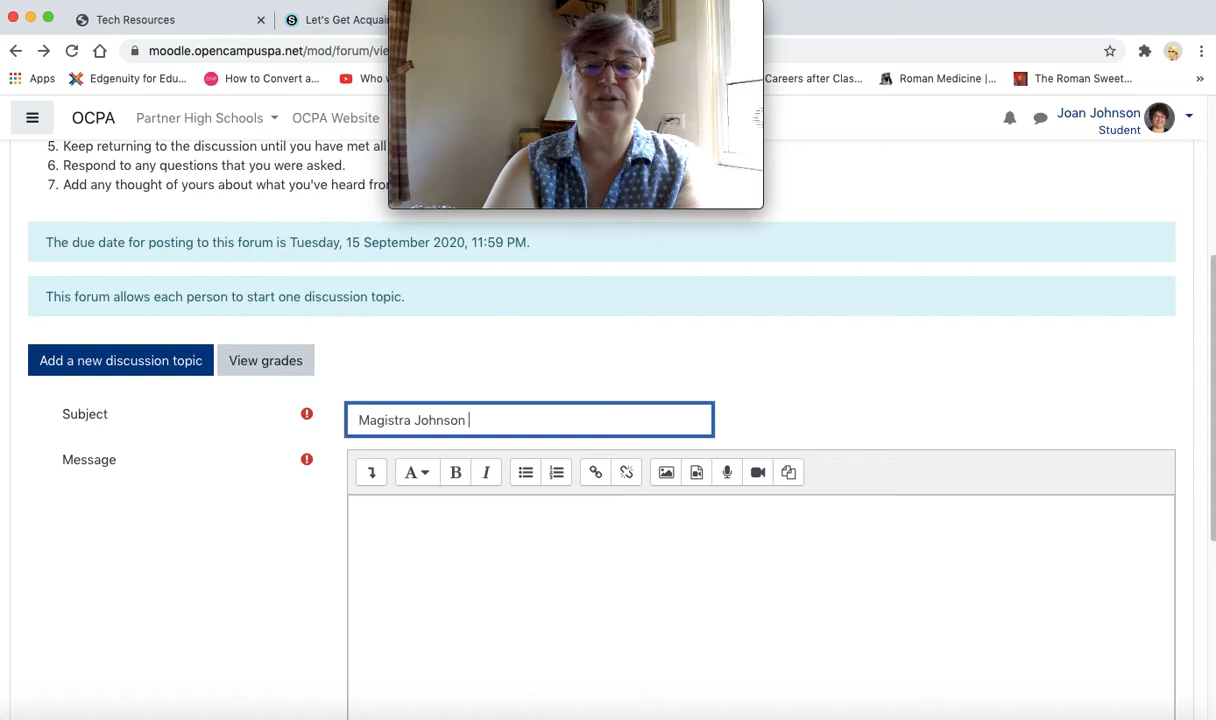 Tech Resources
Let's Get Acquai
moodle.opencampuspa.net/mod/forum/vie
Apps
Edgenuity for Edu...
How to Convert a...
Who
Careers after Clas...
Roman Medicine |...
The Roman Sweet...
»
OCPA
Partner High Schools
OCPA Website
Joan Johnson
Student
5. Keep returning to the discussion until you have met all
6. Respond to any questions that you were asked.
7. Add any thought of yours about what you've heard from
The due date for posting to this forum is Tuesday, 15 September 2020, 11:59 PM.
This forum allows each person to start one discussion topic.
Add a new discussion topic
View grades
Subject
Magistra Johnson
Message
A
B
I